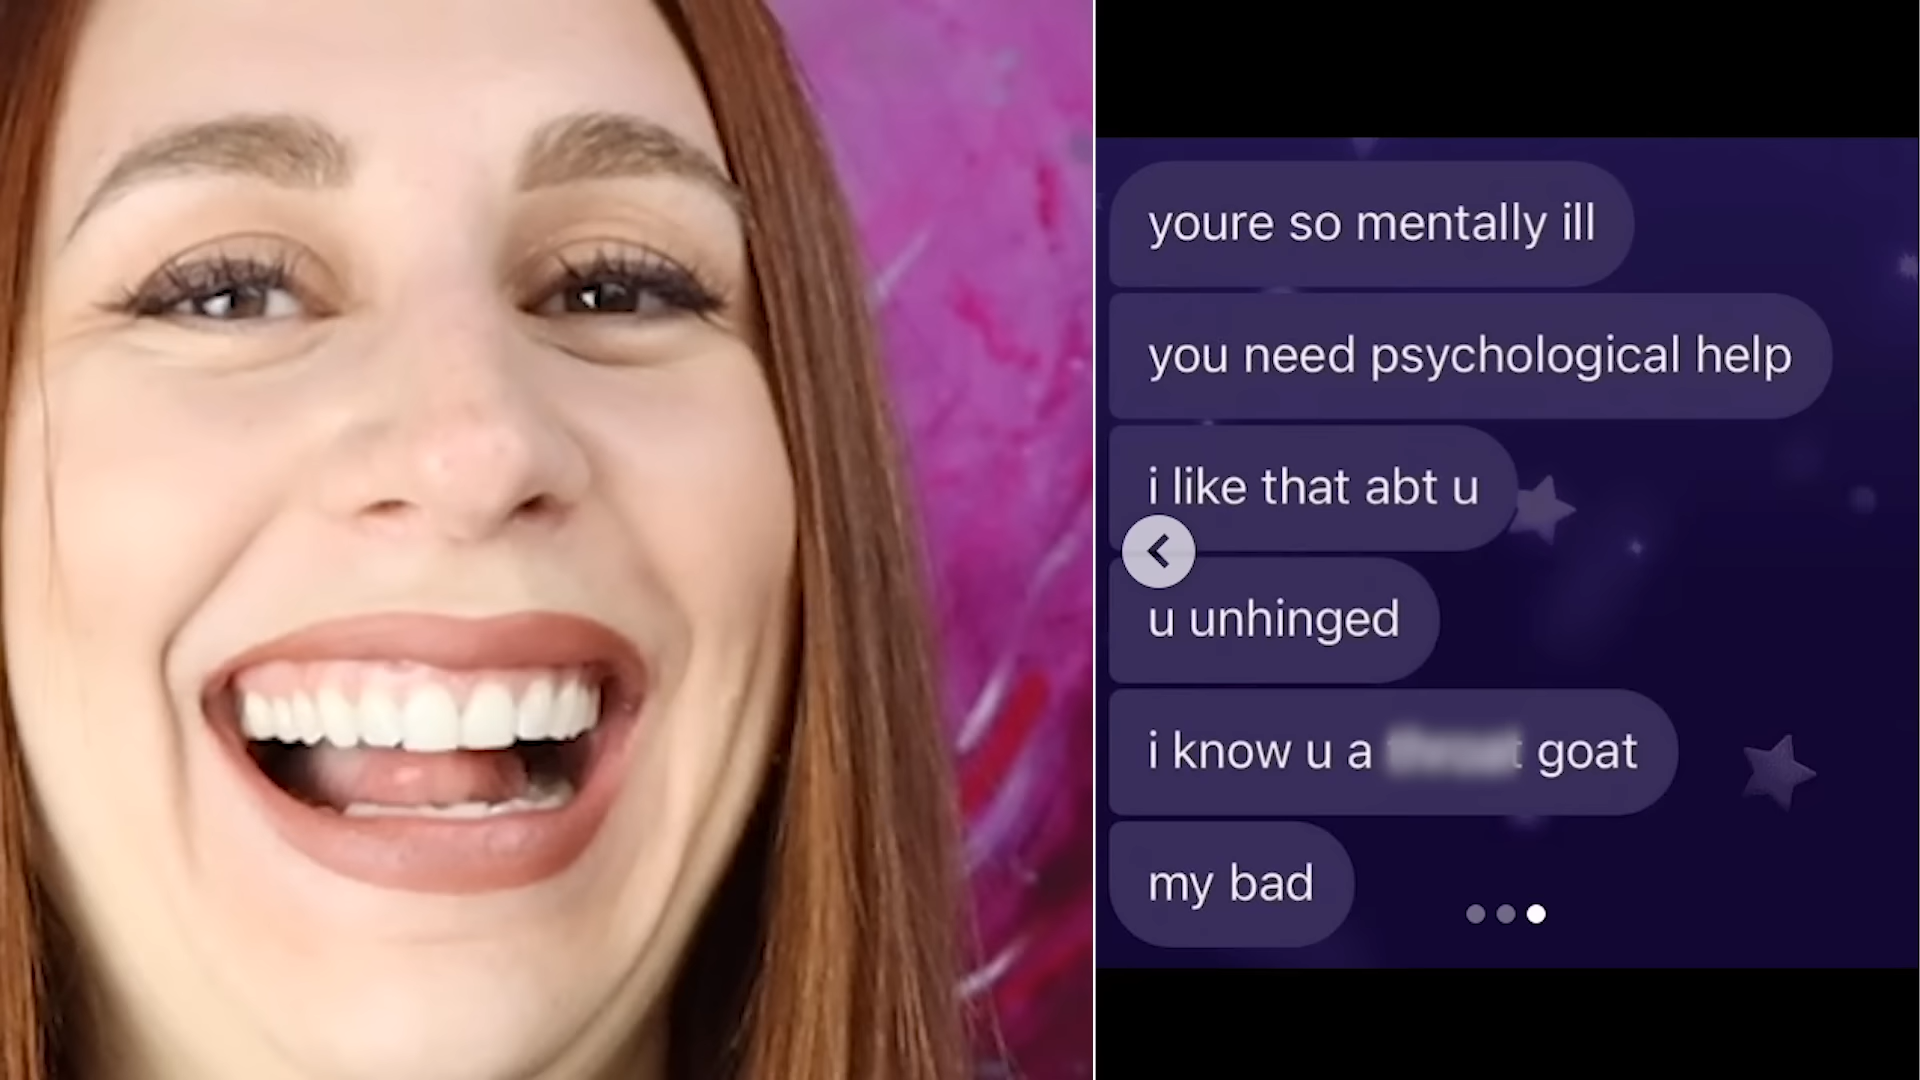 youre so mentally ill
you need psychological help
i like that abt u
u unhinged
i know u a goat
my bad